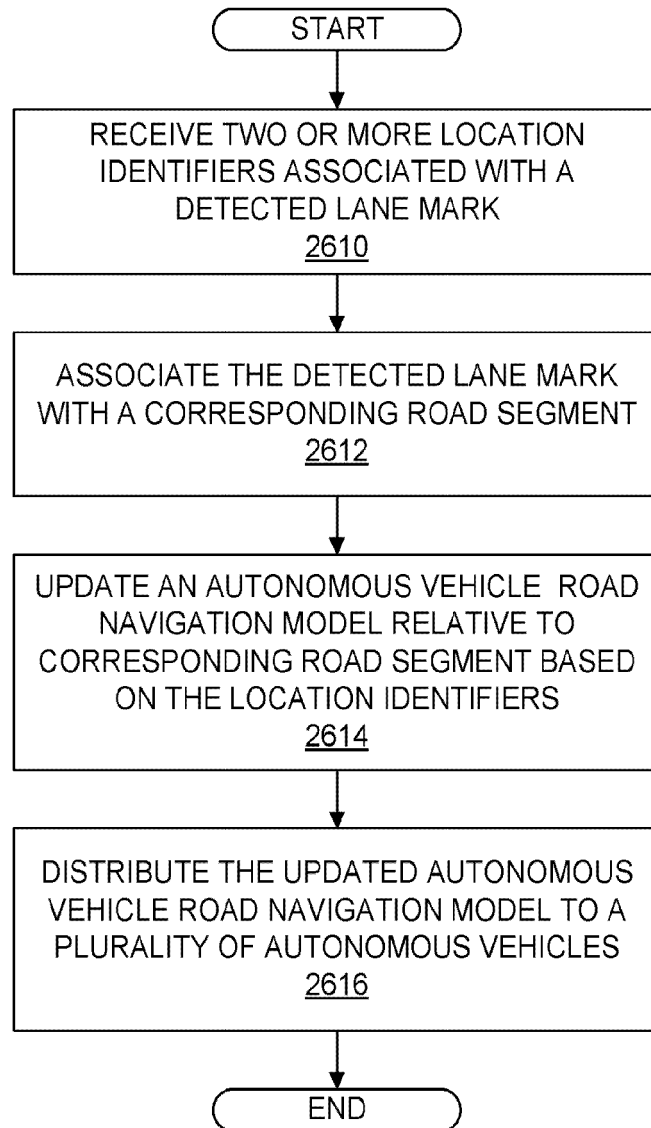 START
RECEIVE TWO OR MORE LOCATION
IDENTIFIERS ASSOCIATED WITH A
DETECTED LANE MARK
2610
ASSOCIATE THE DETECTED LANE MARK
WITH A CORRESPONDING ROAD SEGMENT
2612
UPDATE AN AUTONOMOUS VEHICLE ROAD
NAVIGATION MODEL RELATIVE TO
CORRESPONDING ROAD SEGMENT BASED
ON THE LOCATION IDENTIFIERS
2614
DISTRIBUTE THE UPDATED AUTONOMOUS
VEHICLE ROAD NAVIGATION MODEL TO A
PLURALITY OF AUTONOMOUS VEHICLES
2616
END